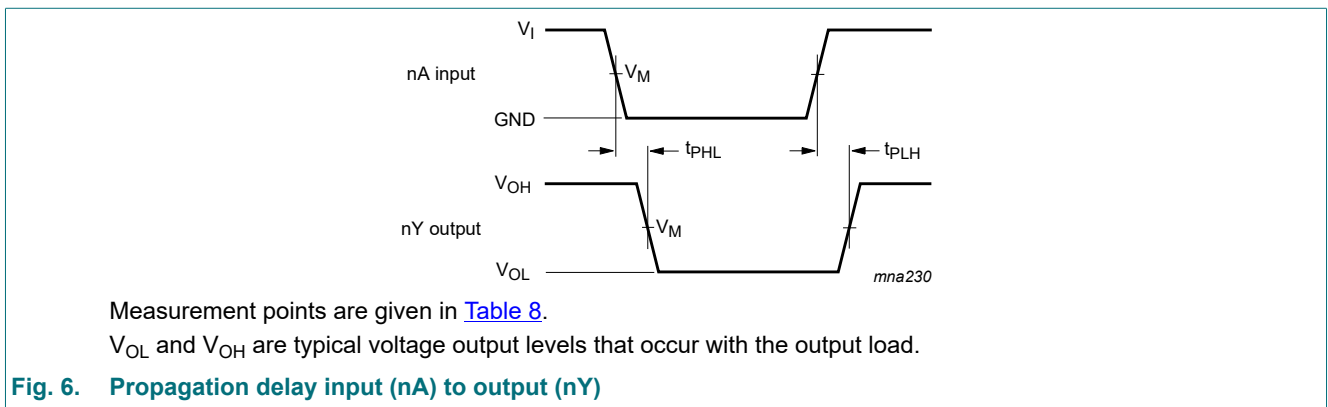 V_I
nA input
V_M
GND
t_PHL
t_PLH
V_OH
nY output
V_M
V_OL
mna230
Measurement points are given in Table 8.
V_OL and V_OH are typical voltage output levels that occur with the output load.
Fig. 6. Propagation delay input (nA) to output (nY)